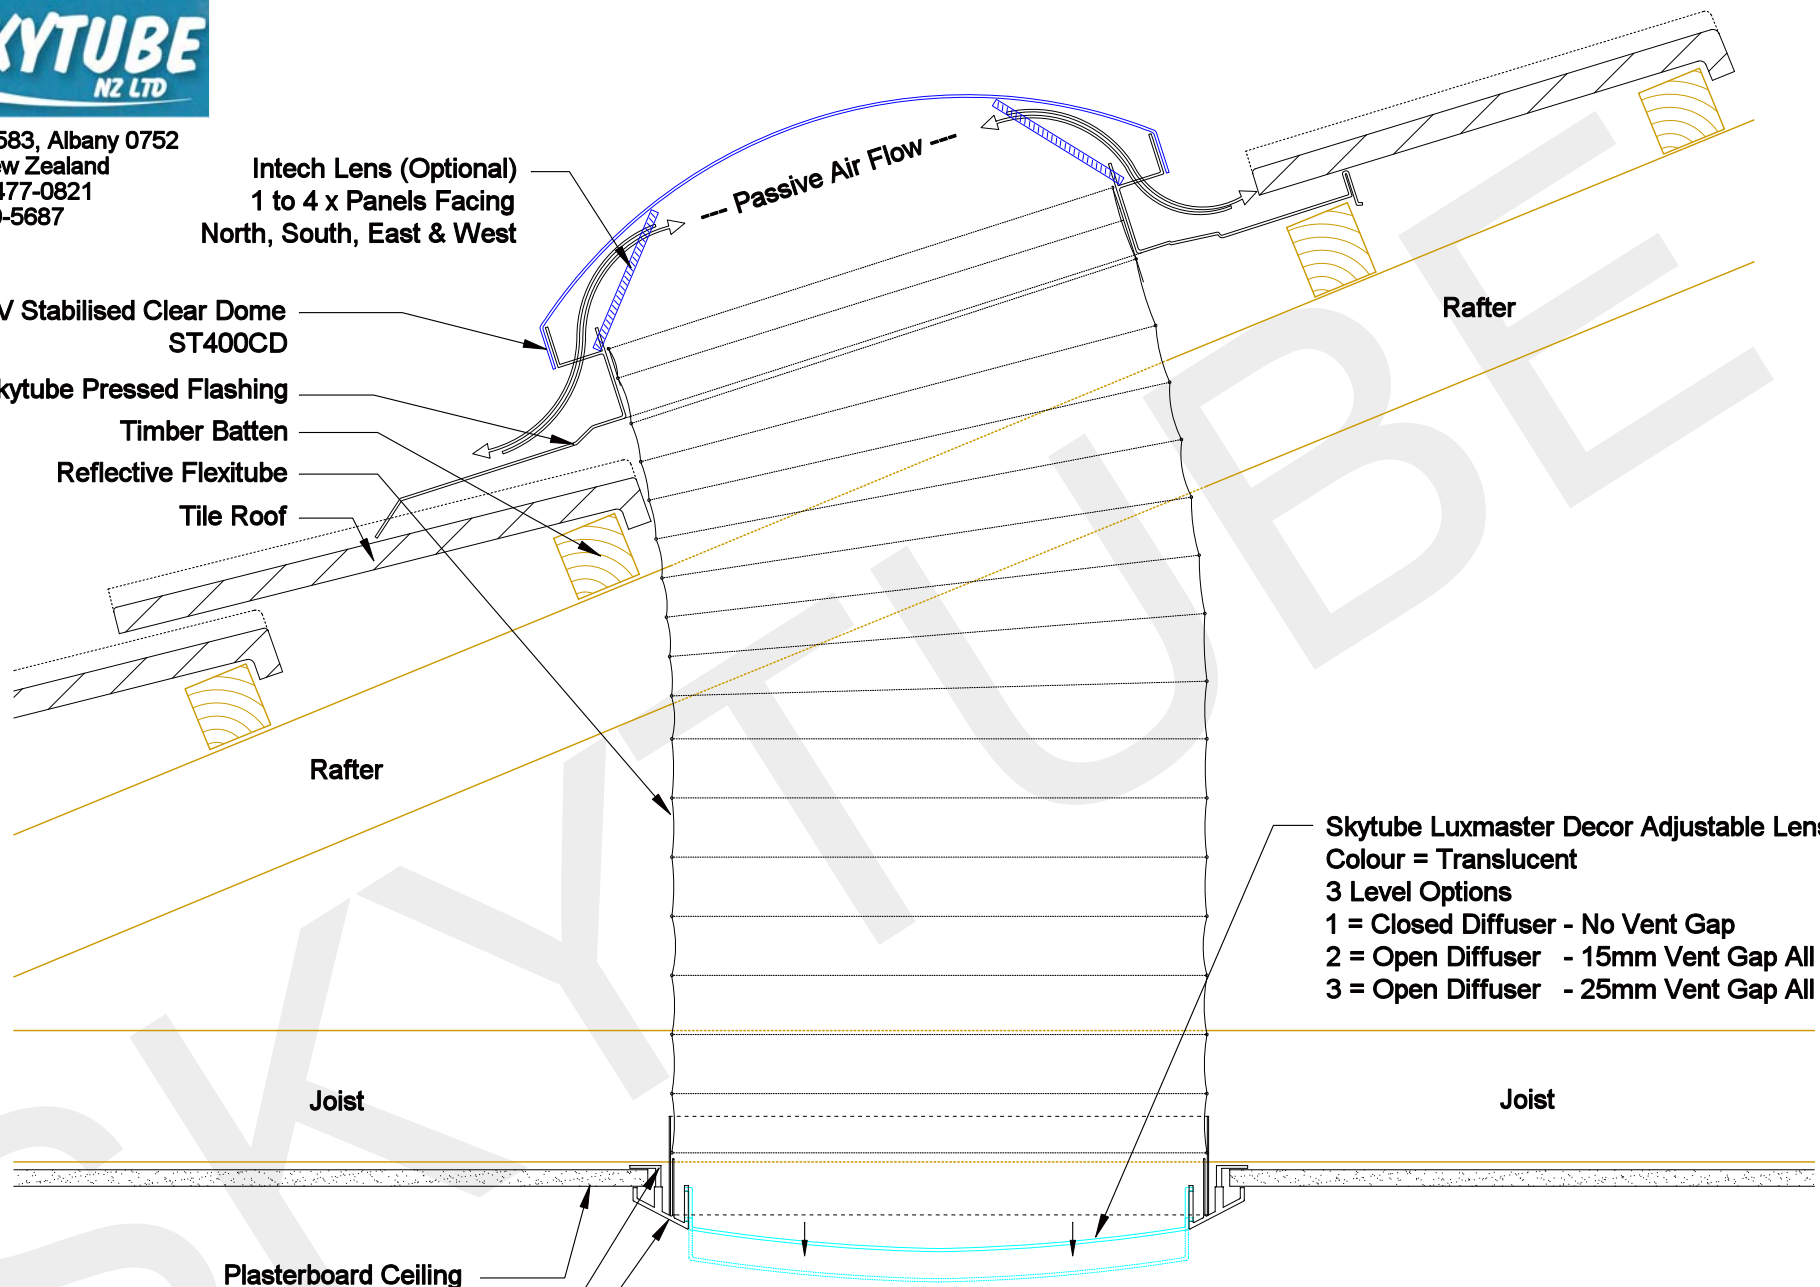 KYTUBE
NZ LTD
583, Albany 0752
ew Zealand
477-0821
-5687
Intech Lens (Optional)
1 to 4 x Panels Facing
North, South, East & West
--- Passive Air Flow ---
V Stabilised Clear Dome
ST400CD
kytube Pressed Flashing
Timber Batten
Reflective Flexitube
Tile Roof
Rafter
Rafter
Skytube Luxmaster Decor Adjustable Lens
Colour = Translucent
3 Level Options
1 = Closed Diffuser - No Vent Gap
2 = Open Diffuser - 15mm Vent Gap All
3 = Open Diffuser - 25mm Vent Gap All
Joist
Joist
Plasterboard Ceiling
SKYTUBE